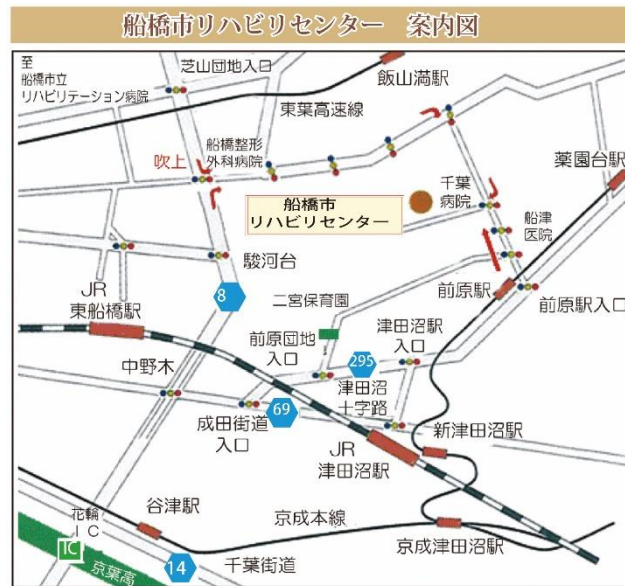 船橋市リハビリセンター 案内図
至
船橋市立
リハビリテーション病院
芝山団地入口
飯山満駅
東葉高速線
船橋整形
外科病院
吹上
薬園台駅
千葉
病院
船橋市
リハビリセンター
船津
医院
駿河台
JR
東船橋駅
8
二宮保育園
前原駅
前原駅入口
前原団地
入口
津田沼駅
入口
295
中野木
津田沼
十字路
69
成田街道
入口
新津田沼駅
JR
津田沼駅
谷津駅
京成本線
花輪
IC
IC
京成津田沼駅
14
千葉街道
京葉高